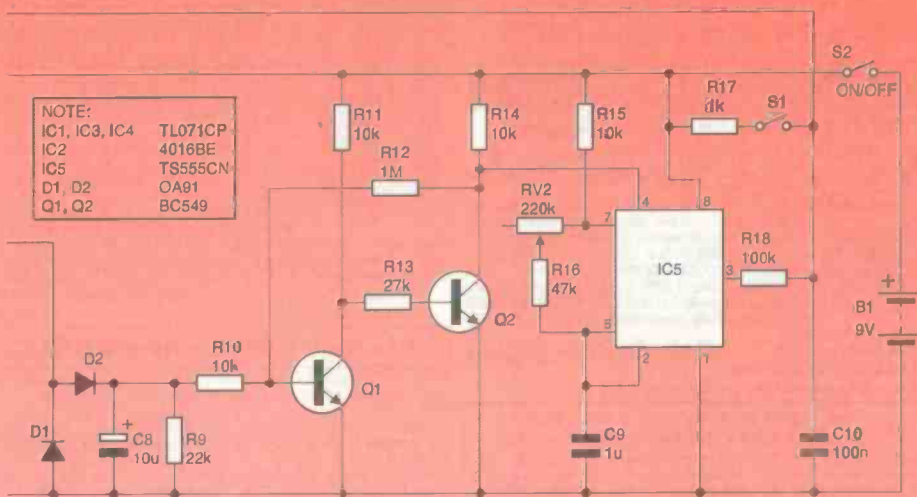 S2
ON/OFF
R17
1k
S1
NOTE:
IC1, IC3, IC4 TL071CP
IC2 4016BE
IC5 TS555CN
D1, D2 OA91
Q1, Q2 BC549
R11
10k
R14
10k
R15
10k
R12
1M
RV2
220k
4
8
7
IC5
R18
100k
3
R13
27k
R16
47k
Q2
6
2
1
+
B1
9V
D2
R10
10k
Q1
D1
+
C8
10u
R9
22k
C9
1u
C10
100n